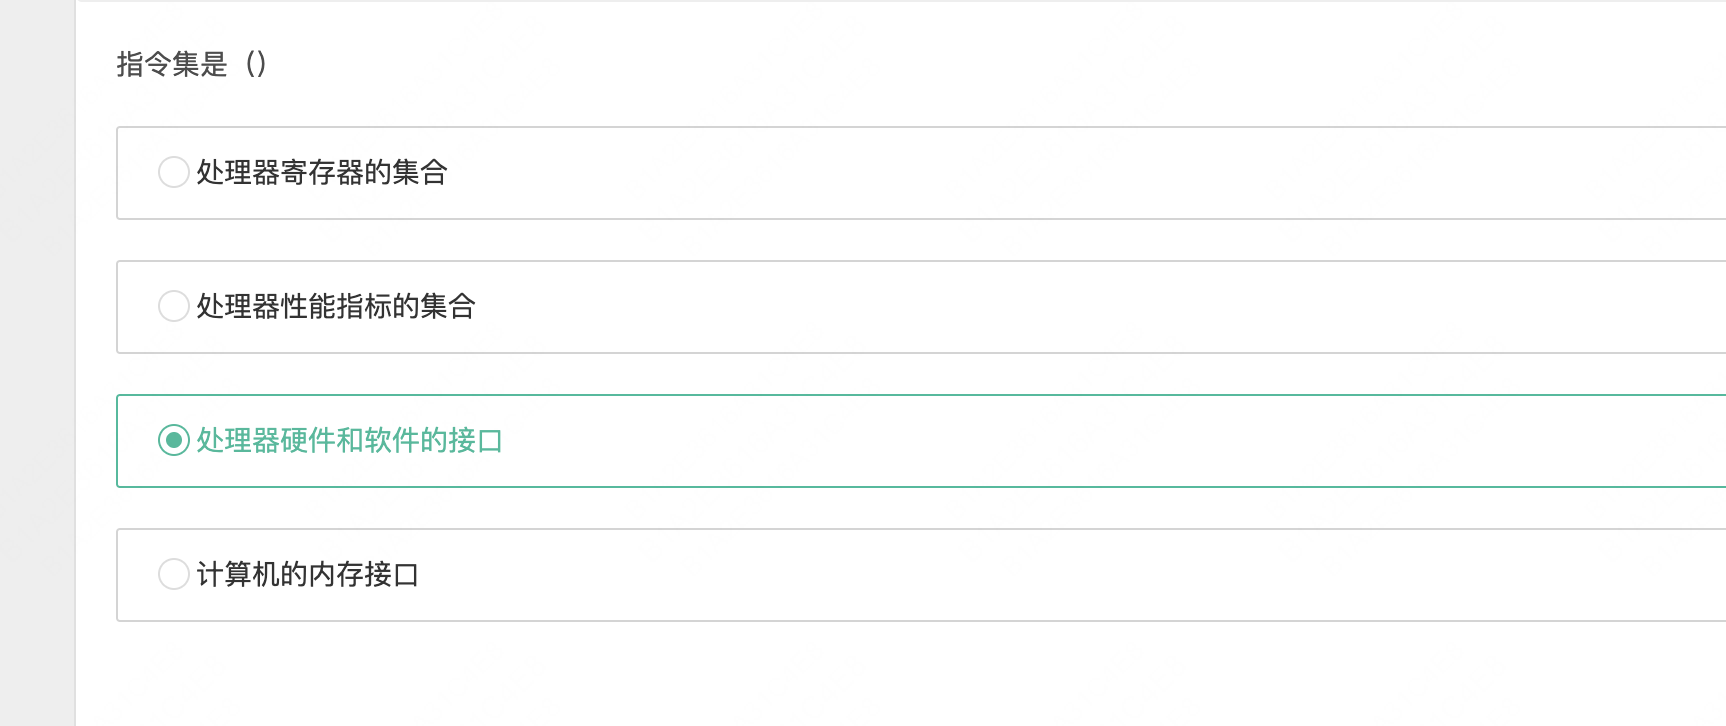 指令集是（）
处理器寄存器的集合
处理器性能指标的集合
处理器硬件和软件的接口
计算机的内存接口